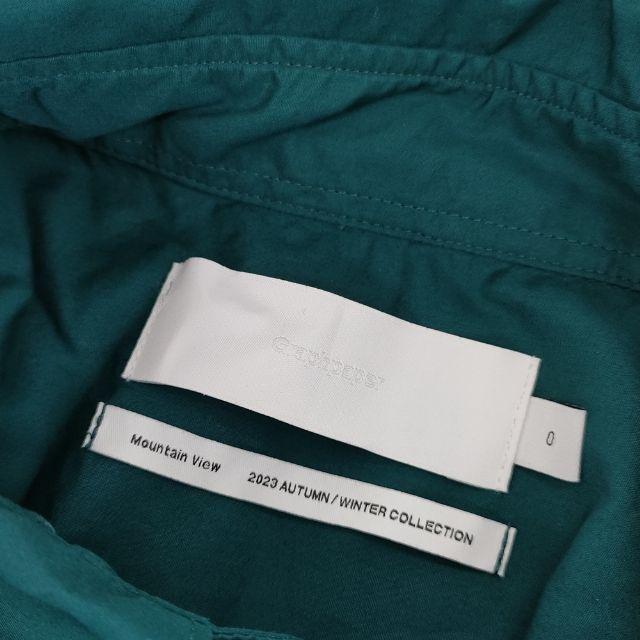 Graphpaper
0
Mountain View 2023 AUTUMN / WINTER COLLECTION